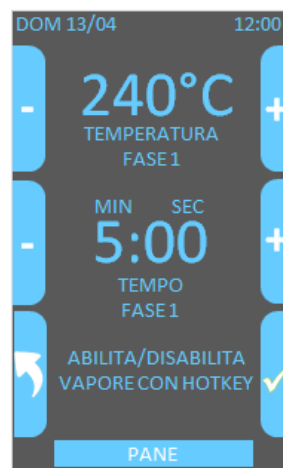 DOM 13/04 12:00
- 240°C +
TEMPERATURA
FASE 1
MIN SEC
- 5:00 +
TEMPO
FASE 1
ABILITA/DISABILITA
VAPORE CON HOTKEY
PANE